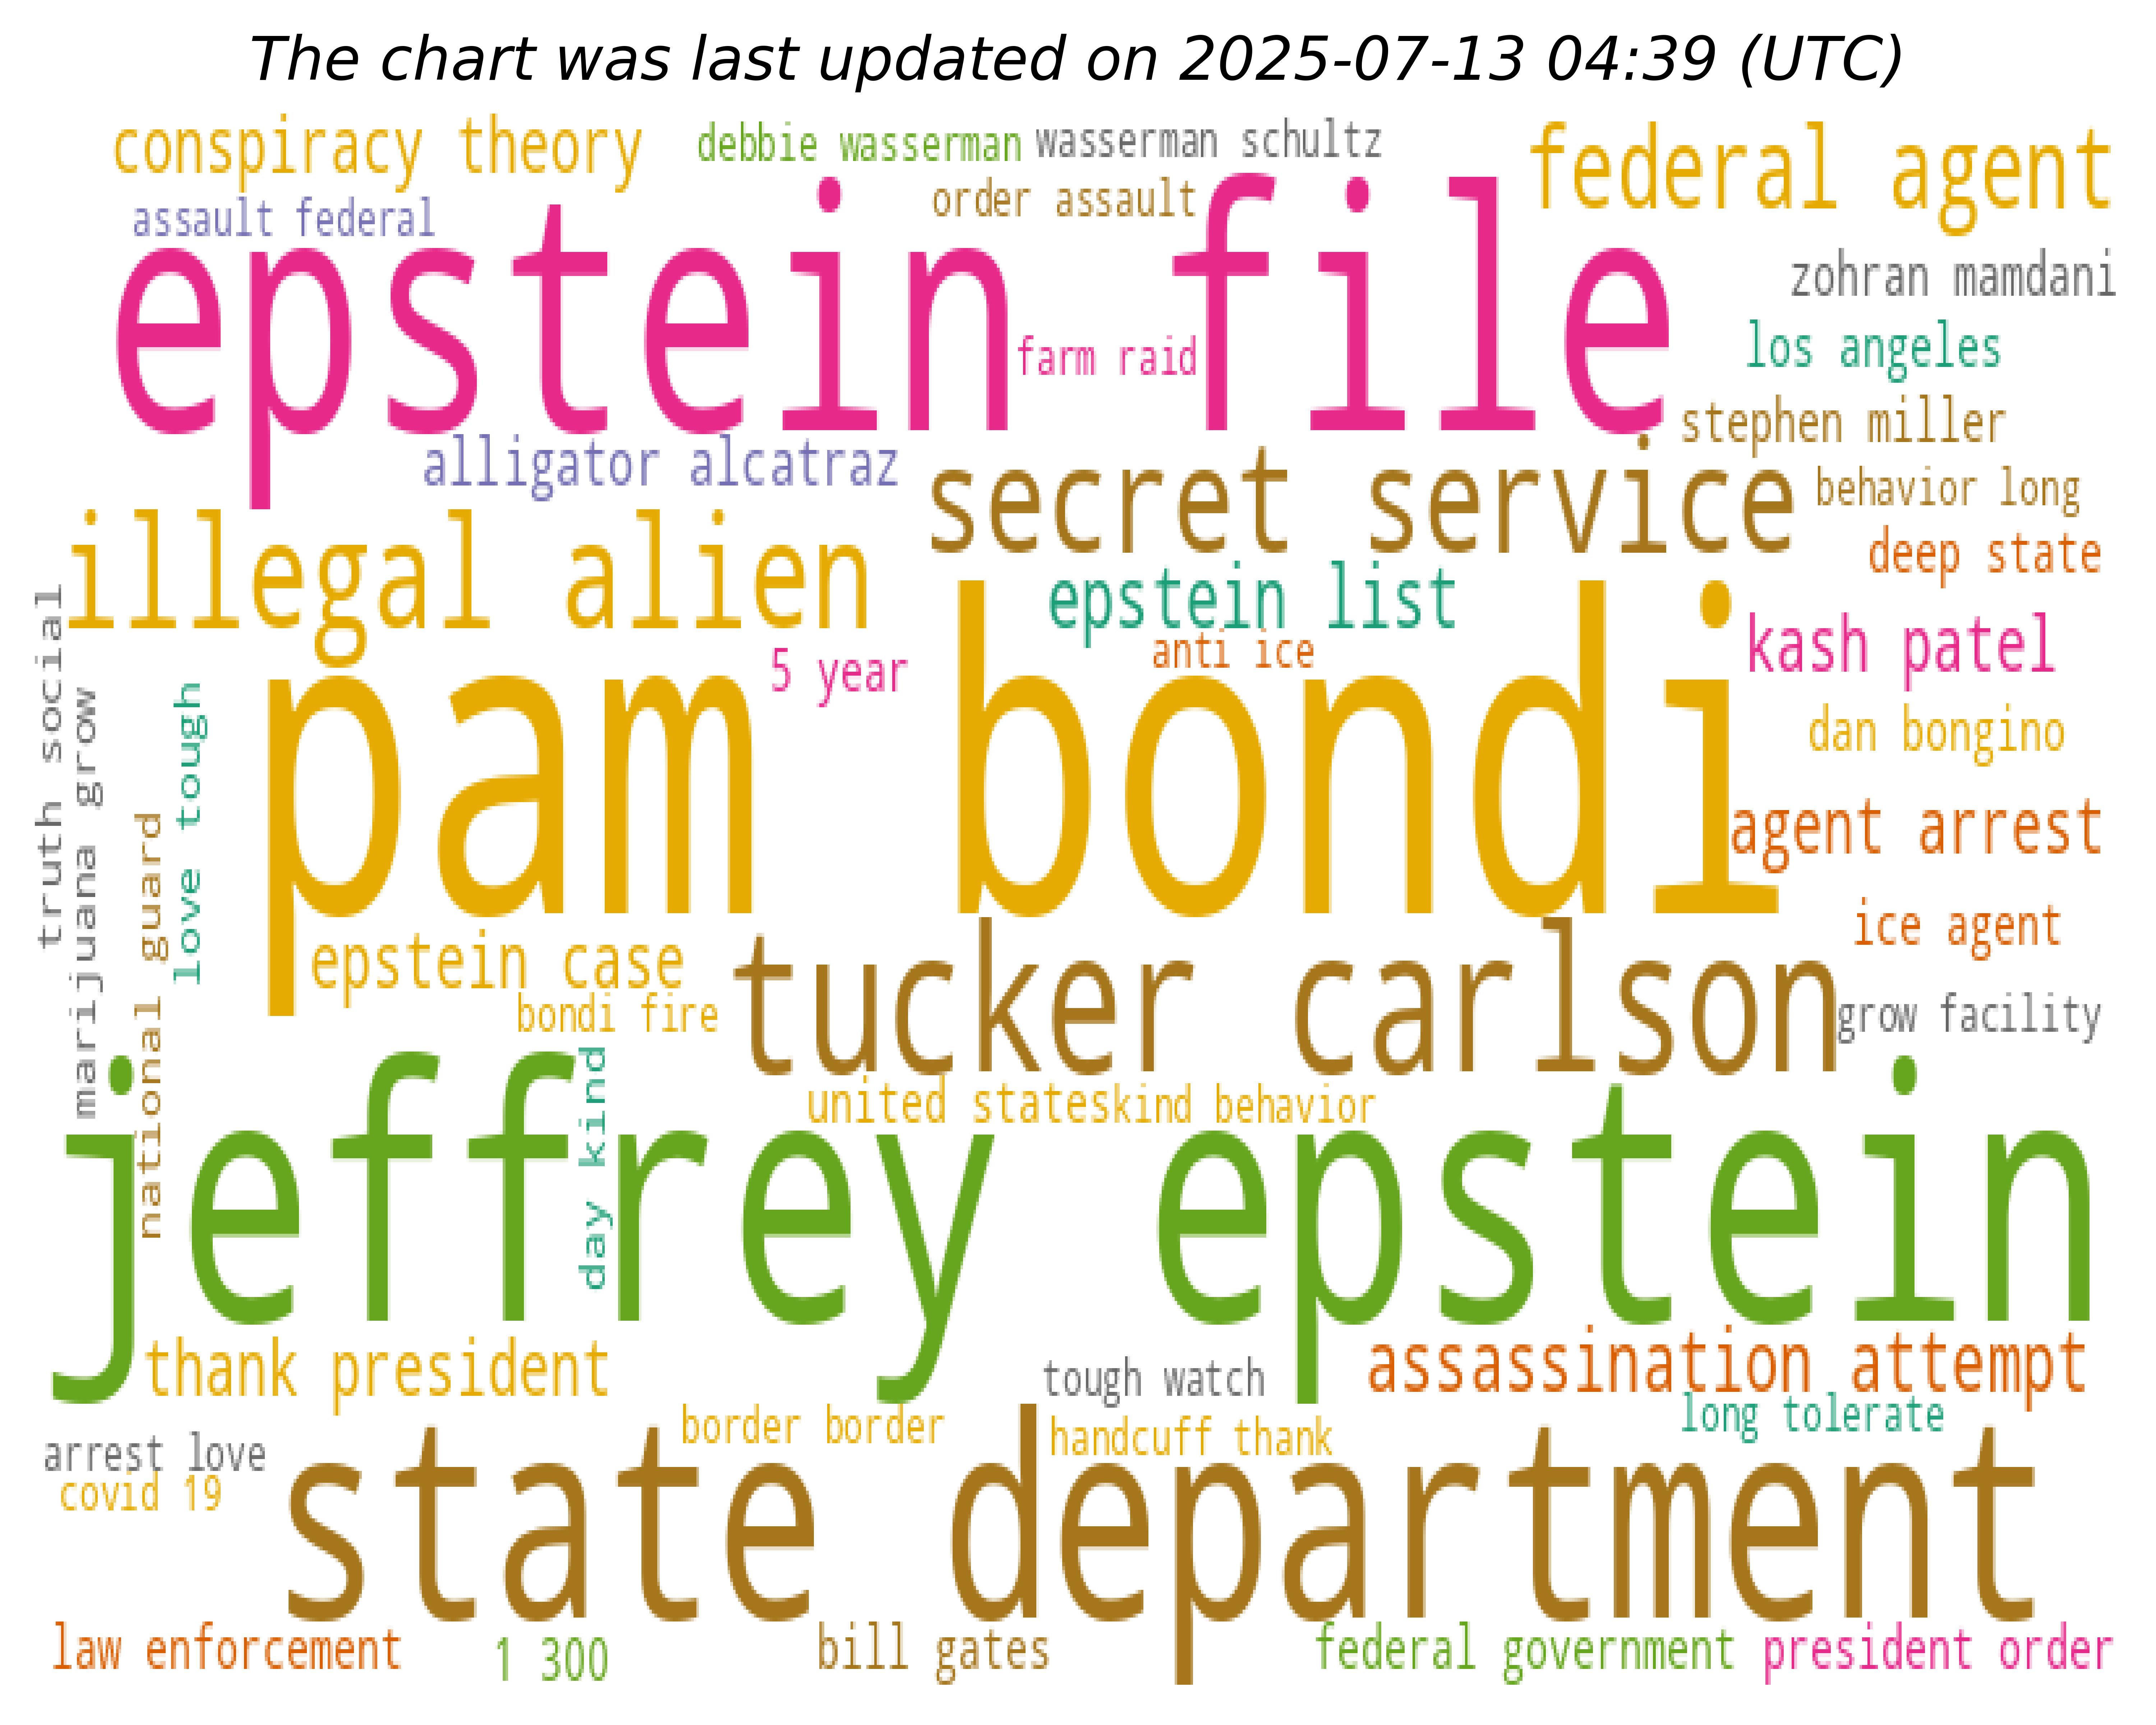 The chart was last updated on 2025-07-13 04:39 (UTC)
conspiracy theory
debbie wasserman
wasserman schultz
federal agent
assault federal
order assault
epstein file
zohran mamdani
farm raid
los angeles
stephen miller
alligator alcatraz
secret service
behavior long
deep state
illegal alien
epstein list
anti ice
kash patel
5 year
truth social
marijuana grow
love tough
national guard
pam bondi
dan bongino
agent arrest
ice agent
epstein case
tucker carlson
bondi fire
grow facility
day kind
united states
kind behavior
jeffrey epstein
thank president
tough watch
assassination attempt
long tolerate
border border
handcuff thank
arrest love
covid 19
state department
law enforcement
1 300
bill gates
federal government
president order